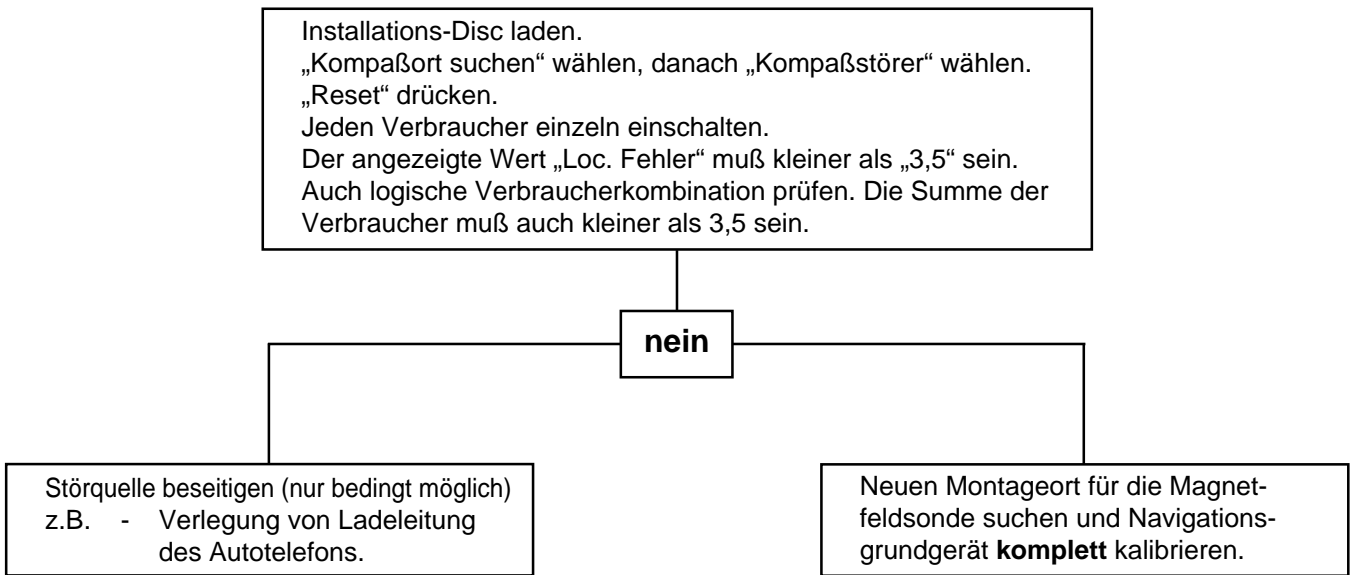 Installations-Disc laden.
„Kompaßort suchen“ wählen, danach „Kompaßstörer“ wählen.
„Reset“ drücken.
Jeden Verbraucher einzeln einschalten.
Der angezeigte Wert „Loc. Fehler“ muß kleiner als „3,5“ sein.
Auch logische Verbraucherkombination prüfen. Die Summe der
Verbraucher muß auch kleiner als 3,5 sein.
nein
Störquelle beseitigen (nur bedingt möglich)
z.B. - Verlegung von Ladeleitung
des Autotelefons.
Neuen Montageort für die Magnet-
feldsonde suchen und Navigations-
grundgerät komplett kalibrieren.